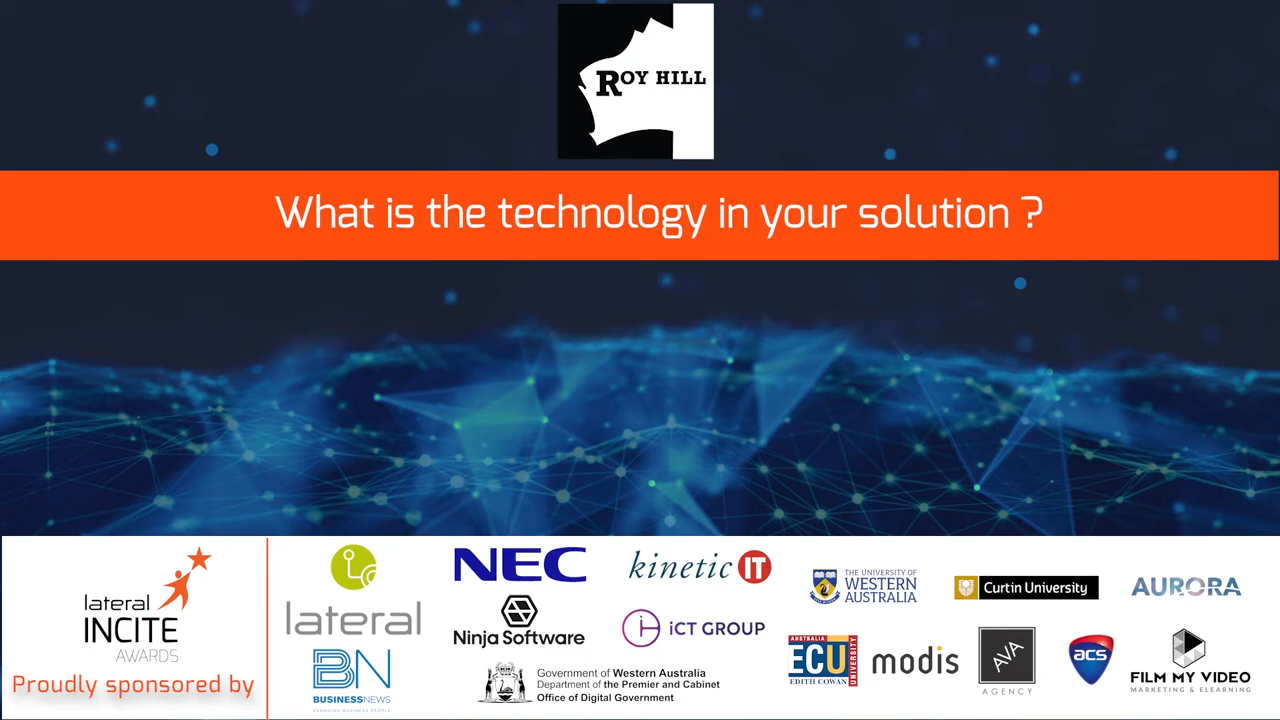 ROY HILL
What is the technology in your solution ?
lateral
INCITE
AWARDS
Proudly sponsored by
lateral
BN
BUSINESSNEWS
NEC
Ninja Software
Government of Western Australia
Department of the Premier and Cabinet
Office of Digital Government
kinetic IT
iCT GROUP
THE UNIVERSITY OF
WESTERN
AUSTRALIA
AUSTRALIA
ECU
EDITH COWAN
UNIVERSITY
Curtin University
modis
AVA
AGENCY
AURORA
acs
FILM MY VIDEO
MARKETING & ELEARNING